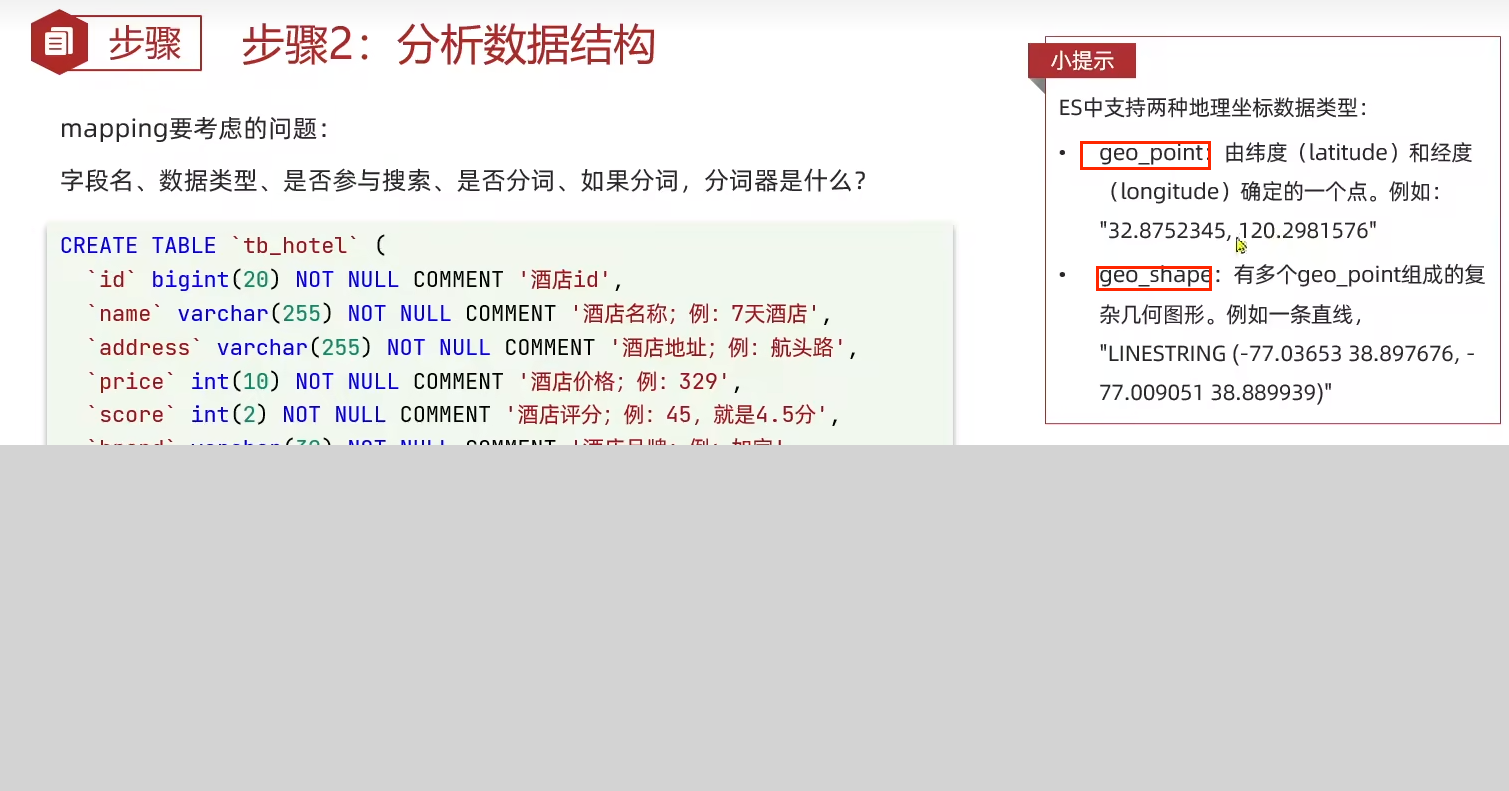 步骤
步骤2：分析数据结构
mapping要考虑的问题：
字段名、数据类型、是否参与搜索、是否分词、如果分词，分词器是什么？
CREATE TABLE `tb_hotel` (
`id` bigint(20) NOT NULL COMMENT '酒店id',
`name` varchar(255) NOT NULL COMMENT '酒店名称；例：7天酒店',
`address` varchar(255) NOT NULL COMMENT '酒店地址；例：航头路',
`price` int(10) NOT NULL COMMENT '酒店价格；例：329',
`score` int(2) NOT NULL COMMENT '酒店评分；例：45，就是4.5分',
小提示
ES中支持两种地理坐标数据类型：
• geo_point：由纬度（latitude）和经度
（longitude）确定的一个点。例如：
"32.8752345, 120.2981576"
• geo_shape：有多个geo_point组成的复
杂几何图形。例如一条直线，
"LINESTRING (-77.03653 38.897676, -
77.009051 38.889939)"